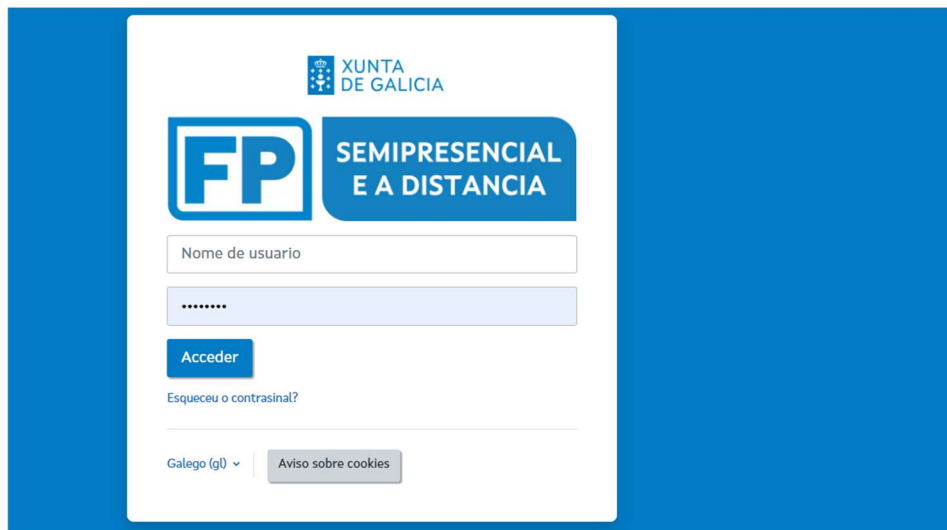 XUNTA
DE GALICIA
FP
SEMIPRESENCIAL
E A DISTANCIA
Nome de usuario
••••••••
Acceder
Esqueceu o contrasinal?
Galego (gl)
Aviso sobre cookies